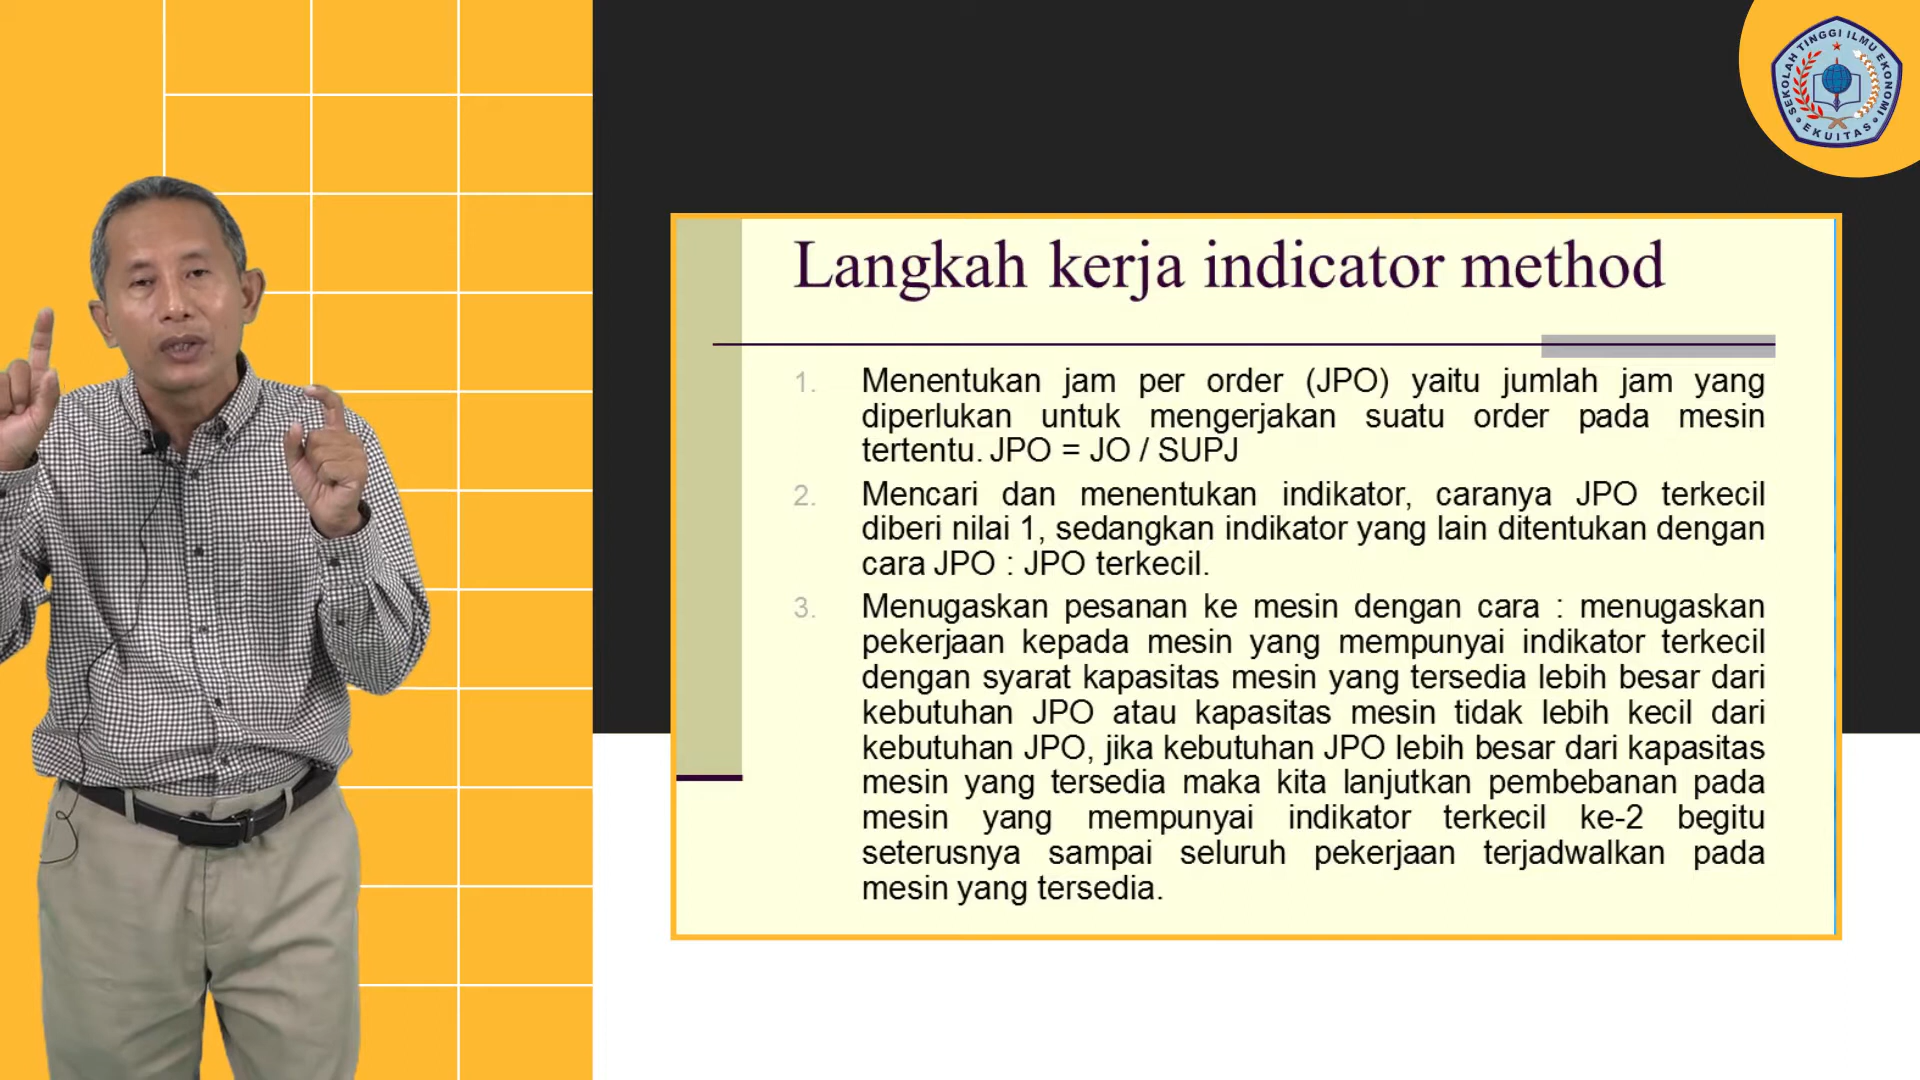 SEKOLAH TINGGI ILMU EKONOMI
EKUITAS
Langkah kerja indicator method
1. Menentukan jam per order (JPO) yaitu jumlah jam yang
diperlukan untuk mengerjakan suatu order pada mesin
tertentu. JPO = JO / SUPJ
2. Mencari dan menentukan indikator, caranya JPO terkecil
diberi nilai 1, sedangkan indikator yang lain ditentukan dengan
cara JPO : JPO terkecil.
3. Menugaskan pesanan ke mesin dengan cara : menugaskan
pekerjaan kepada mesin yang mempunyai indikator terkecil
dengan syarat kapasitas mesin yang tersedia lebih besar dari
kebutuhan JPO atau kapasitas mesin tidak lebih kecil dari
kebutuhan JPO, jika kebutuhan JPO lebih besar dari kapasitas
mesin yang tersedia maka kita lanjutkan pembebanan pada
mesin yang mempunyai indikator terkecil ke-2 begitu
seterusnya sampai seluruh pekerjaan terjadwalkan pada
mesin yang tersedia.